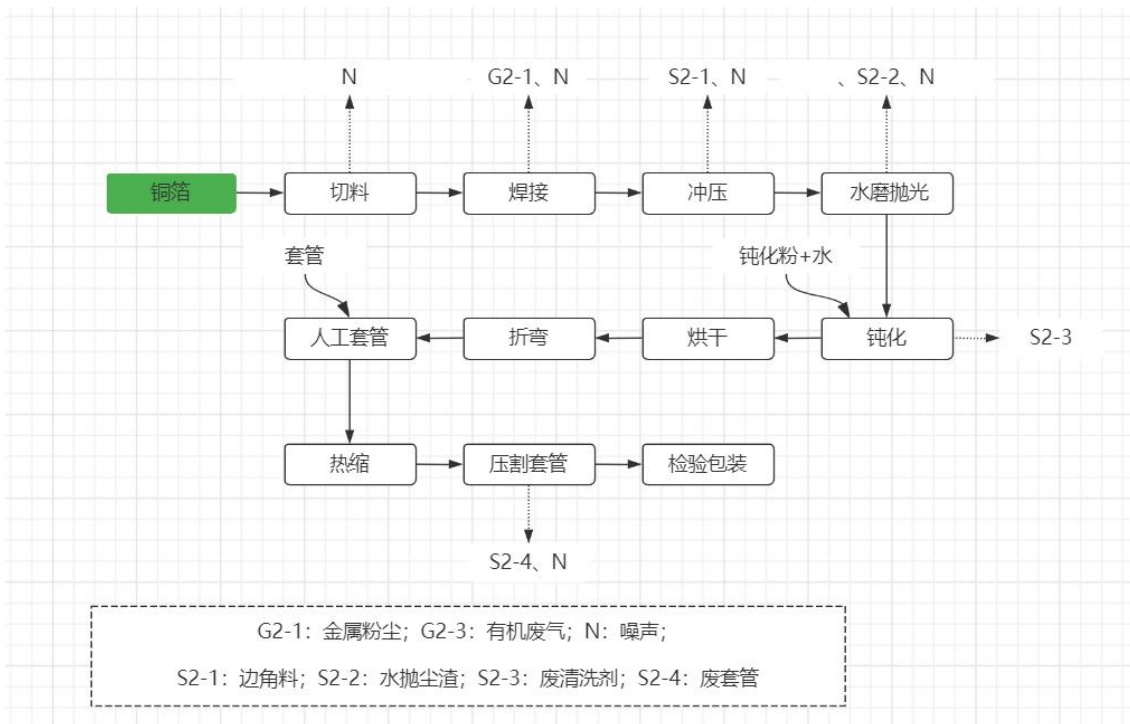 N
G2-1、N
S2-1、N
、S2-2、N
铜箔
切料
焊接
冲压
水磨抛光
套管
钝化粉+水
人工套管
折弯
烘干
钝化
S2-3
热缩
压割套管
检验包装
S2-4、N
G2-1：金属粉尘；G2-3：有机废气；N：噪声；
S2-1：边角料；S2-2：水抛尘渣；S2-3：废清洗剂；S2-4：废套管